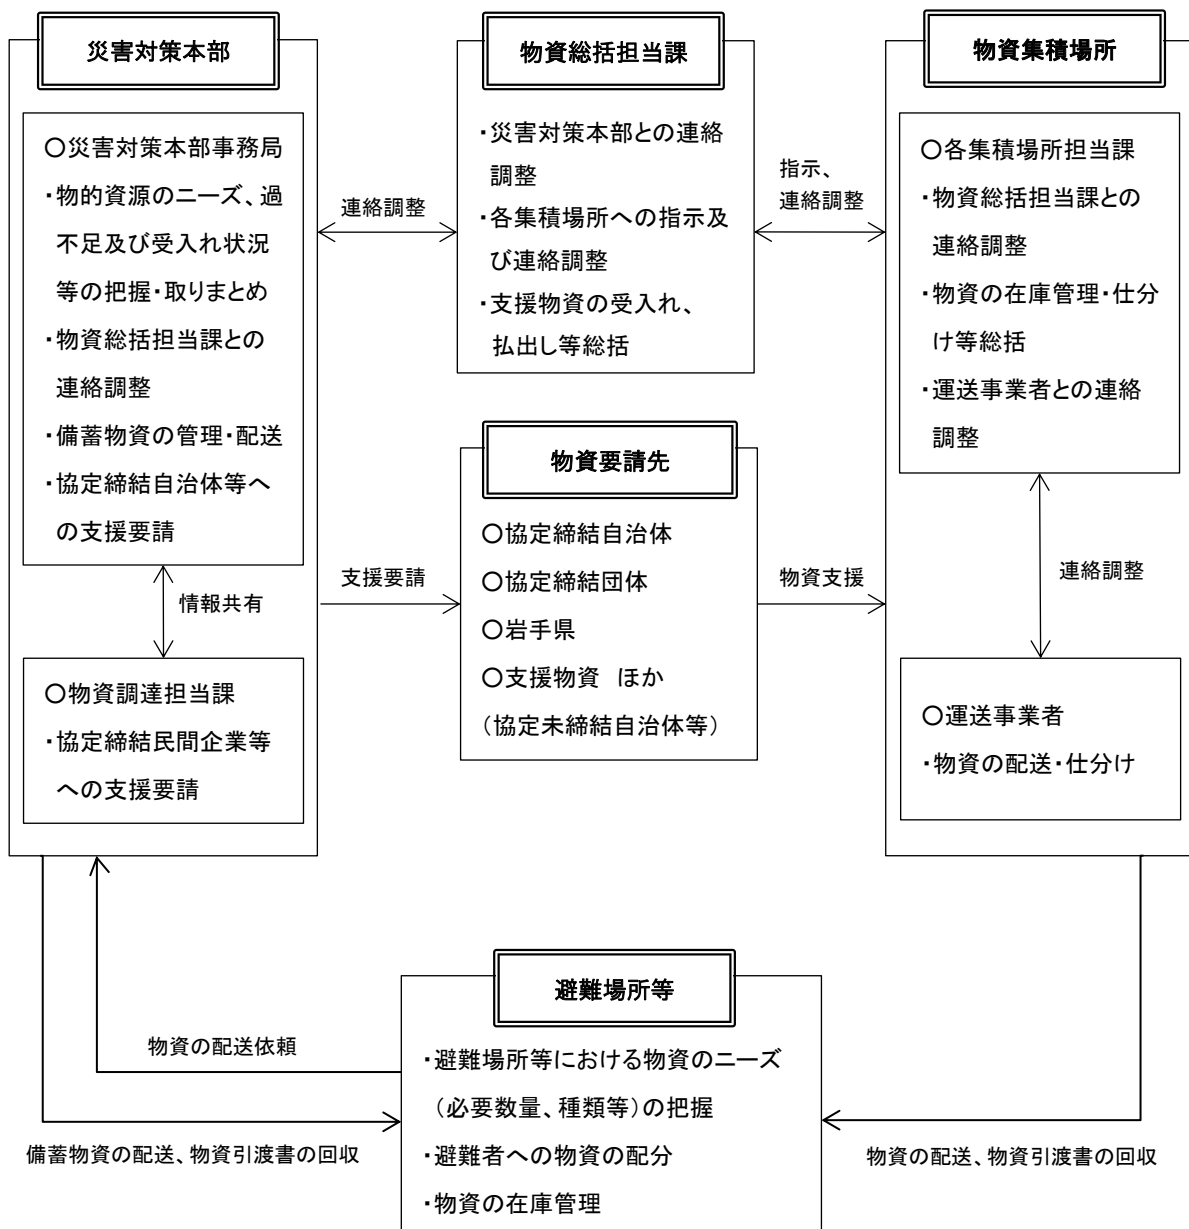 災害対策本部
○災害対策本部事務局
・物的資源のニーズ、過
不足及び受入れ状況
等の把握・取りまとめ
・物資総括担当課との
連絡調整
・備蓄物資の管理・配送
・協定締結自治体等へ
の支援要請
情報共有
○物資調達担当課
・協定締結民間企業等
への支援要請
連絡調整
物資総括担当課
・災害対策本部との連絡
調整
・各集積場所への指示及
び連絡調整
・支援物資の受入れ、
払出し等総括
指示、
連絡調整
支援要請
物資要請先
○協定締結自治体
○協定締結団体
○岩手県
○支援物資　ほか
（協定未締結自治体等）
物資支援
物資集積場所
○各集積場所担当課
・物資総括担当課との
連絡調整
・物資の在庫管理・仕分
け等総括
・運送事業者との連絡
調整
連絡調整
○運送事業者
・物資の配送・仕分け
物資の配送依頼
備蓄物資の配送、物資引渡書の回収
避難場所等
・避難場所等における物資のニーズ
（必要数量、種類等）の把握
・避難者への物資の配分
・物資の在庫管理
物資の配送、物資引渡書の回収